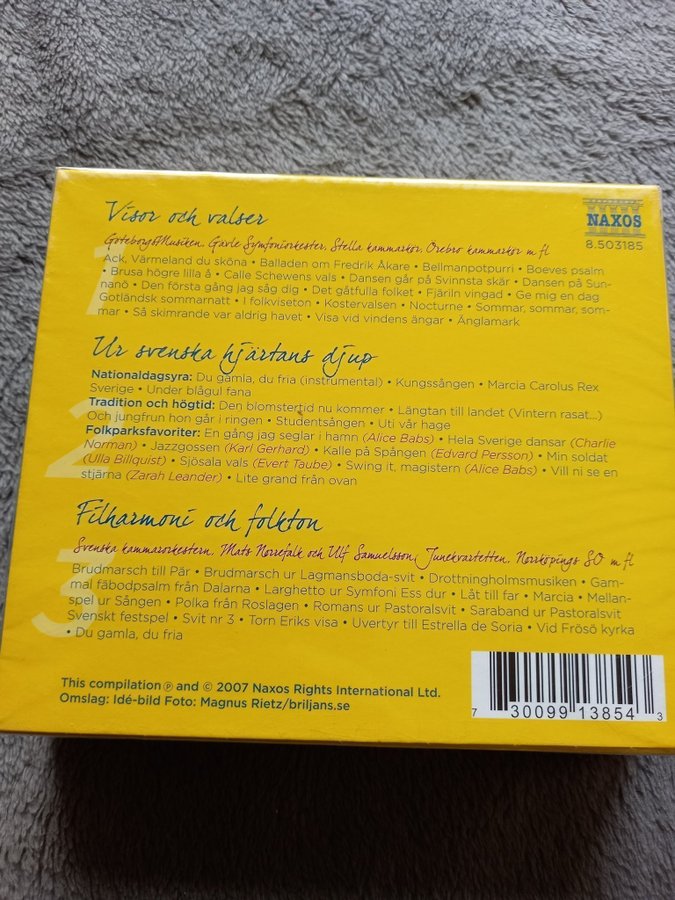 Visor och valser
NAXOS
8.503185
GöteborgsMusiken, Gävle Symfoniorkester, Stella kammarkör, Örebro kammarkör m fl
1
Ack, Värmeland du sköna • Balladen om Fredrik Åkare • Bellmanpotpurri • Boeves psalm
• Brusa högre lilla å • Calle Schewens vals • Dansen går på Svinnsta skär • Dansen på Sun-
nanö • Den första gång jag såg dig • Det gåtfulla folket • Fjäriln vingad • Ge mig en dag
Gotländsk sommarnatt • I folkviseton • Kostervalsen • Nocturne • Sommar, sommar, som-
mar • Så skimrande var aldrig havet • Visa vid vindens ängar • Änglamark
Ur svenska hjärtans djup
2
Nationaldagsyra: Du gamla, du fria (instrumental) • Kungssången • Marcia Carolus Rex
Sverige • Under blågul fana
Tradition och högtid: Den blomstertid nu kommer • Längtan till landet (Vintern rasat...)
Och jungfrun hon går i ringen • Studentsången • Uti vår hage
Folkparksfavoriter: En gång jag seglar i hamn (Alice Babs) • Hela Sverige dansar (Charlie
Norman) • Jazzgossen (Karl Gerhard) • Kalle på Spången (Edvard Persson) • Min soldat
(Ulla Billquist) • Sjösala vals (Evert Taube) • Swing it, magistern (Alice Babs) • Vill ni se en
stjärna (Zarah Leander) • Lite grand från ovan
Filharmoni och folkton
3
Svenska kammarorkestern, Mats Norrefalk och Ulf Samuelsson, Junekvartetten, Norrköpings SO m fl
Brudmarsch till Pär • Brudmarsch ur Lagmansboda-svit • Drottningholmsmusiken • Gam-
mal fäbodpsalm från Dalarna • Larghetto ur Symfoni Ess dur • Låt till far • Marcia • Mellan-
spel ur Sången • Polka från Roslagen • Romans ur Pastoralsvit • Saraband ur Pastoralsvit
Svenskt festspel • Svit nr 3 • Torn Eriks visa • Uvertyr till Estrella de Soria • Vid Frösö kyrka
• Du gamla, du fria
This compilation ℗ and © 2007 Naxos Rights International Ltd.
Omslag: Idé-bild Foto: Magnus Rietz/briljans.se
7 30099 13854 3